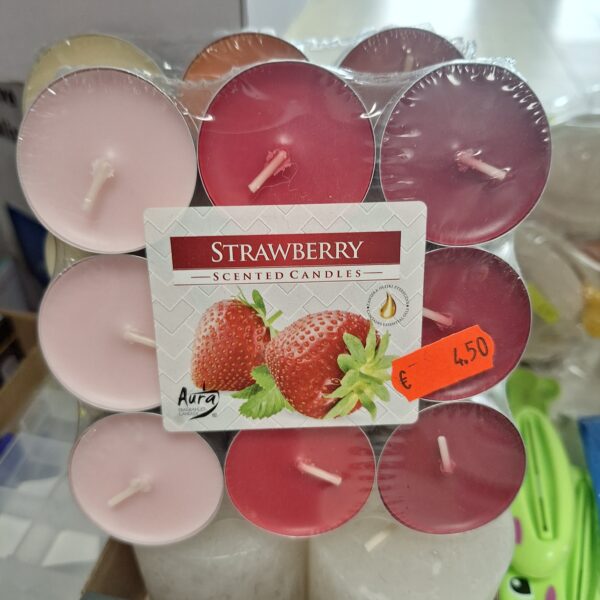 STRAWBERRY
SCENTED CANDLES
Aura
€ 4.50